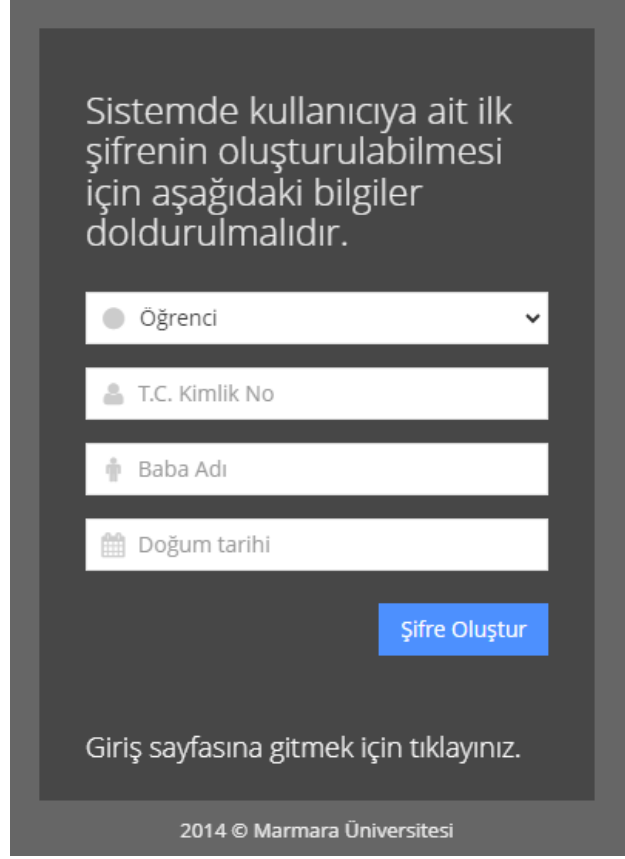 Sistemde kullanıcıya ait ilk
şifrenin oluşturulabilmesi
için aşağıdaki bilgiler
doldurulmalıdır.
Öğrenci
T.C. Kimlik No
Baba Adı
Doğum tarihi
Şifre Oluştur
Giriş sayfasına gitmek için tıklayınız.
2014 © Marmara Üniversitesi